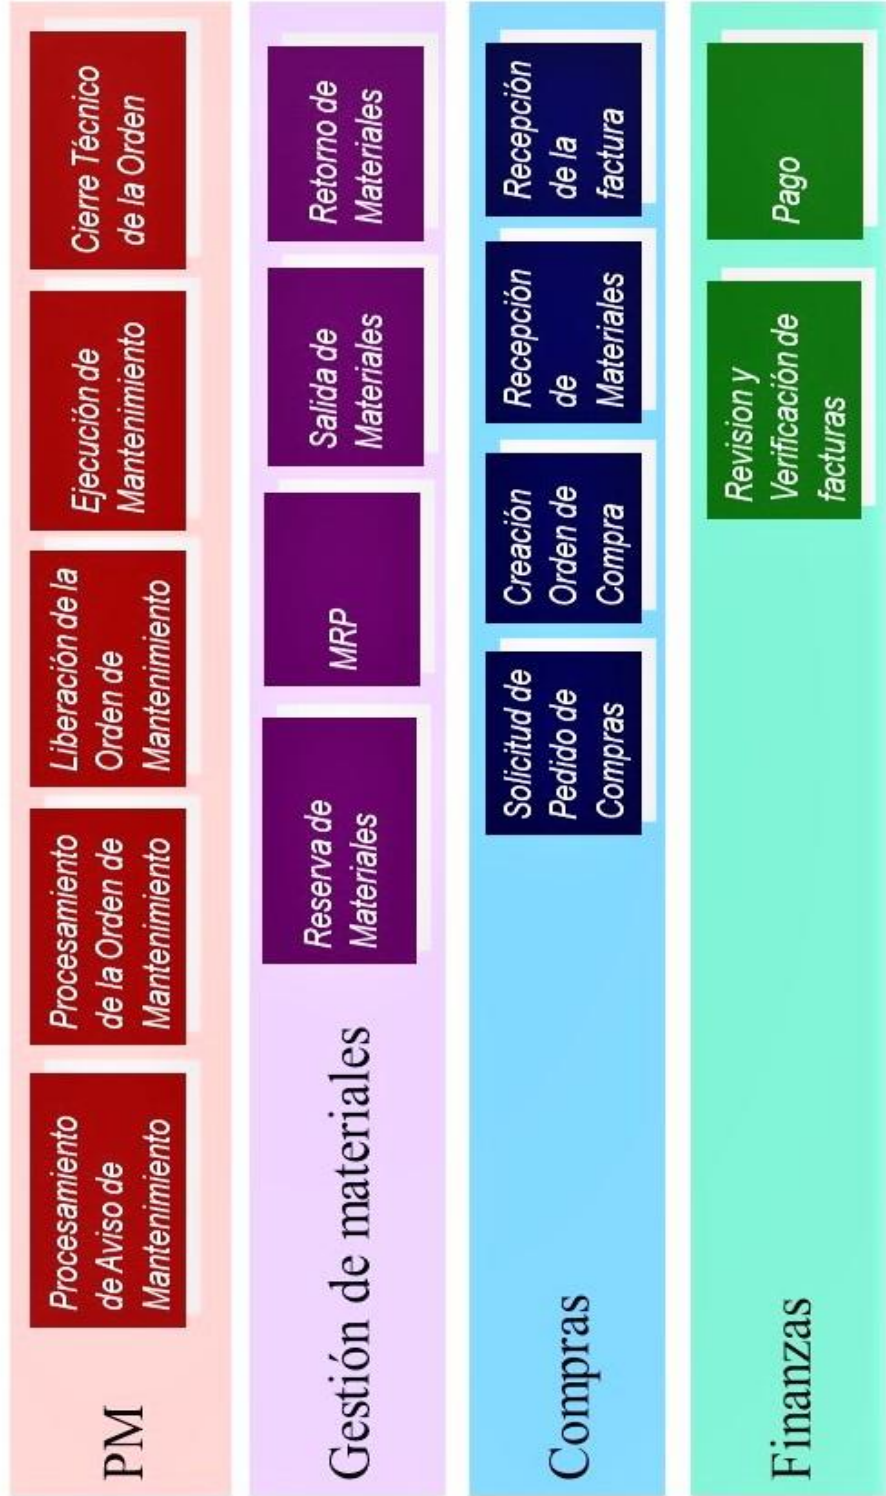 PM
Procesamiento
de Aviso de
Mantenimiento
Procesamiento
de la Orden de
Mantenimiento
Liberación de la
Orden de
Mantenimiento
Ejecución de
Mantenimiento
Cierre Técnico
de la Orden
Gestión de materiales
Reserva de
Materiales
MRP
Salida de
Materiales
Retorno de
Materiales
Compras
Solicitud de
Pedido de
Compras
Creación
Orden de
Compra
Recepción
de
Materiales
Recepción
de la
factura
Finanzas
Revision y
Verificación de
facturas
Pago